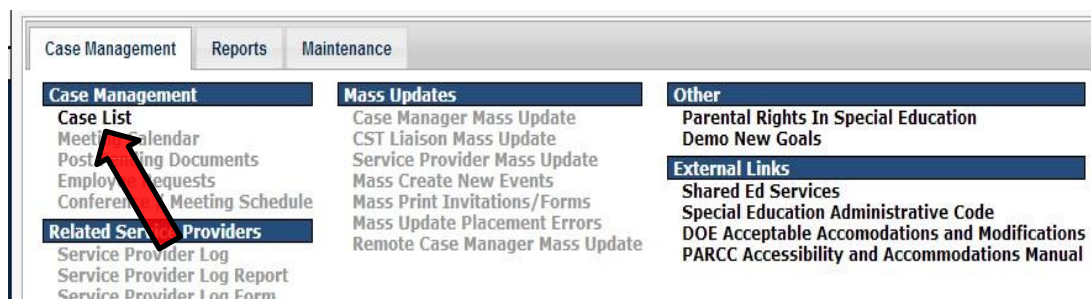 Case Management Reports Maintenance
Case Management
Case List
Meeting Calendar
Post Documents
Employee Requests
Conference / Meeting Schedule
Related Service Providers
Service Provider Log
Service Provider Log Report
Service Provider Log Form
Mass Updates
Case Manager Mass Update
CST Liaison Mass Update
Service Provider Mass Update
Mass Create New Events
Mass Print Invitations/Forms
Mass Update Placement Errors
Remote Case Manager Mass Update
Other
Parental Rights In Special Education
Demo New Goals
External Links
Shared Ed Services
Special Education Administrative Code
DOE Acceptable Accomodations and Modifications
PARCC Accessibility and Accommodations Manual